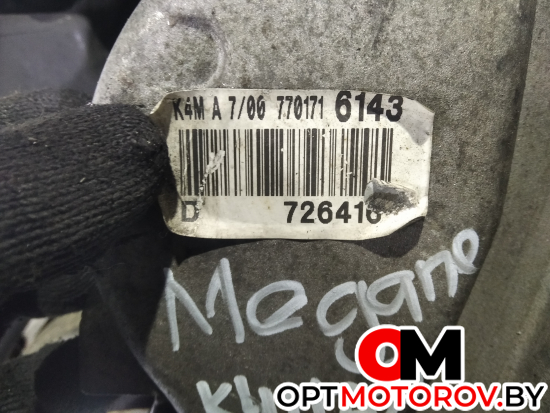 K4M A 7/00 770171 6143
D 726416
Megane
OM
OPTMOTOROV.BY